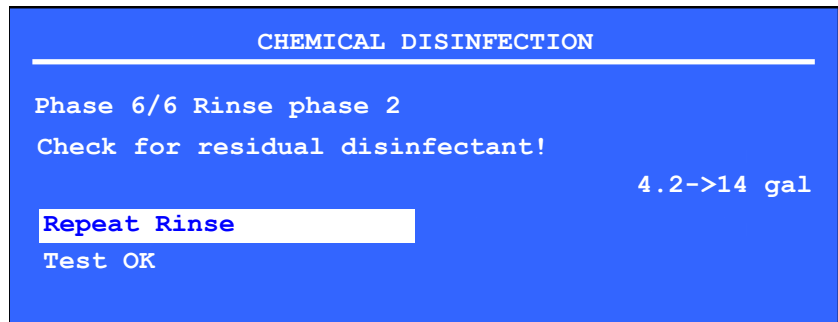 CHEMICAL DISINFECTION
Phase 6/6 Rinse phase 2
Check for residual disinfectant!
4.2->14 gal
Repeat Rinse
Test OK